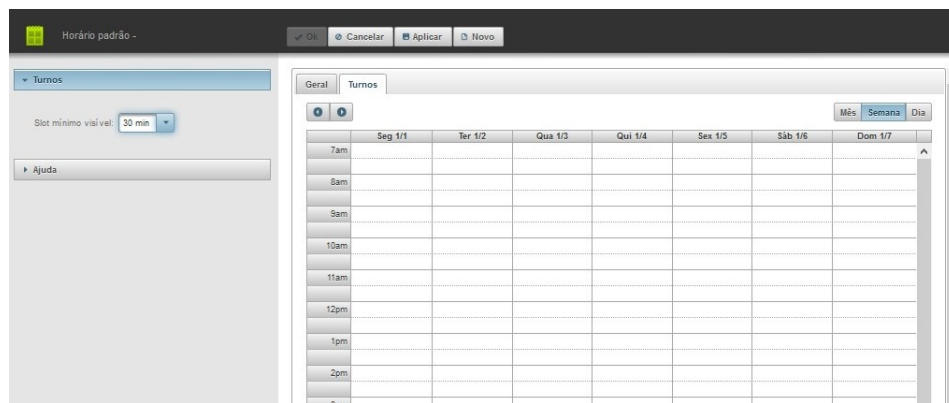 Horário padrão -
Ok Cancelar Aplicar Novo
Turnos
Slot mínimo visível: 30 min
Ajuda
Geral Turnos
Mês Semana Dia
Seg 1/1 Ter 1/2 Qua 1/3 Qui 1/4 Sex 1/5 Sàb 1/6 Dom 1/7
7am
8am
9am
10am
11am
12pm
1pm
2pm